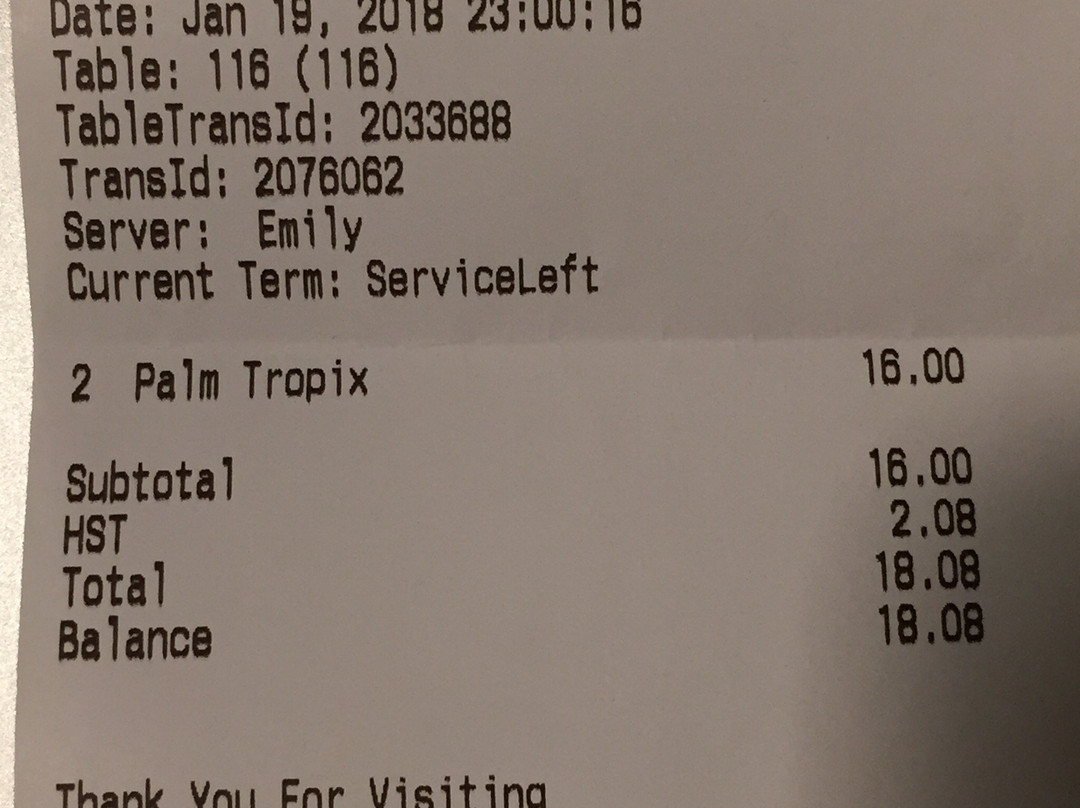 Date: Jan 19, 2018 23:00:16
Table: 116 (116)
TableTransId: 2033688
TransId: 2076062
Server: Emily
Current Term: ServiceLeft
2 Palm Tropix 16.00
Subtotal 16.00
HST 2.08
Total 18.08
Balance 18.08
Thank You For Visiting